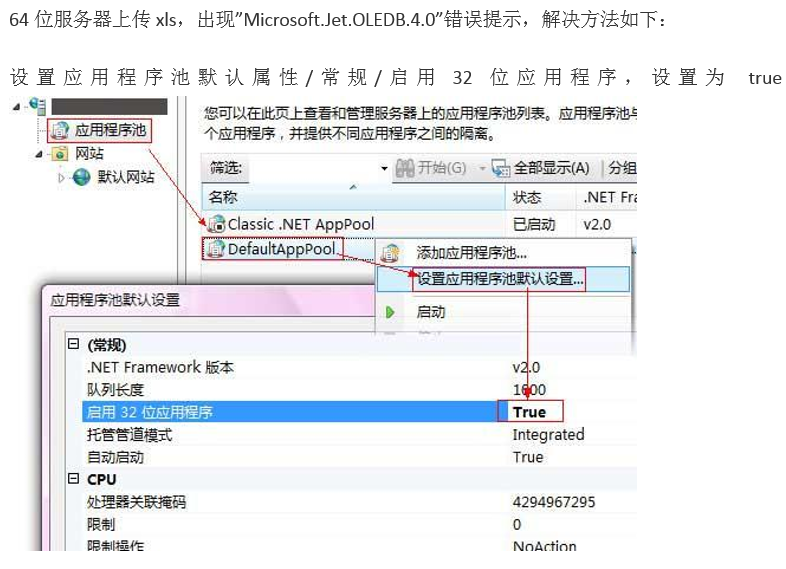 64 位服务器上传 xls，出现”Microsoft.Jet.OLEDB.4.0”错误提示，解决方法如下：
设置应用程序池默认属性/常规/启用 32 位应用程序，设置为 true
应用程序池
网站
默认网站
您可以在此页上查看和管理服务器上的应用程序池列表。应用程序池与
个应用程序，并提供不同应用程序之间的隔离。
筛选: 开始(G) 全部显示(A) 分组
名称 状态 .NET Fra
Classic .NET AppPool 已启动 v2.0
DefaultAppPool
添加应用程序池...
设置应用程序池默认设置...
启动
应用程序池默认设置
(常规)
.NET Framework 版本 v2.0
队列长度 1000
启用 32 位应用程序 True
托管管道模式 Integrated
自动启动 True
CPU
处理器关联掩码 4294967295
限制 0
限制操作 NoAction